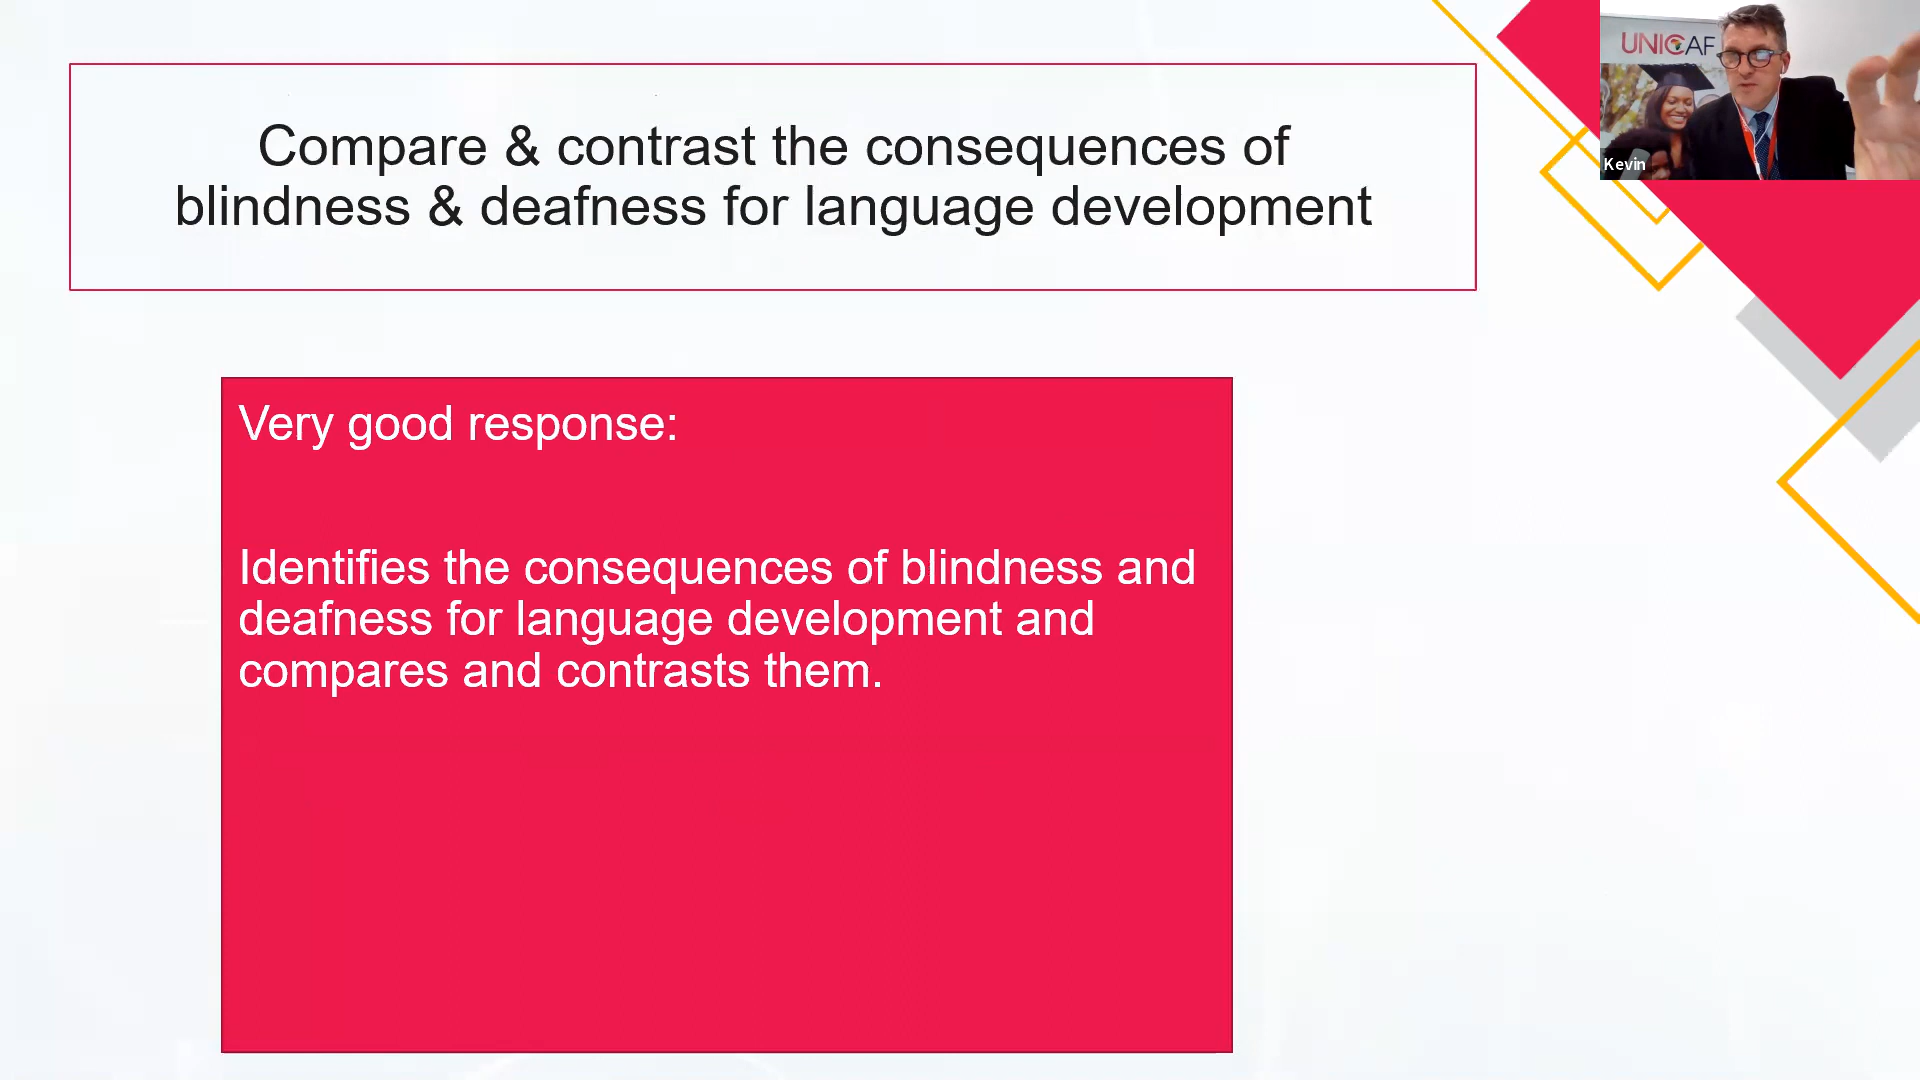 Compare & contrast the consequences of
blindness & deafness for language development
UNICAF
Kevin
Very good response:
Identifies the consequences of blindness and
deafness for language development and
compares and contrasts them.